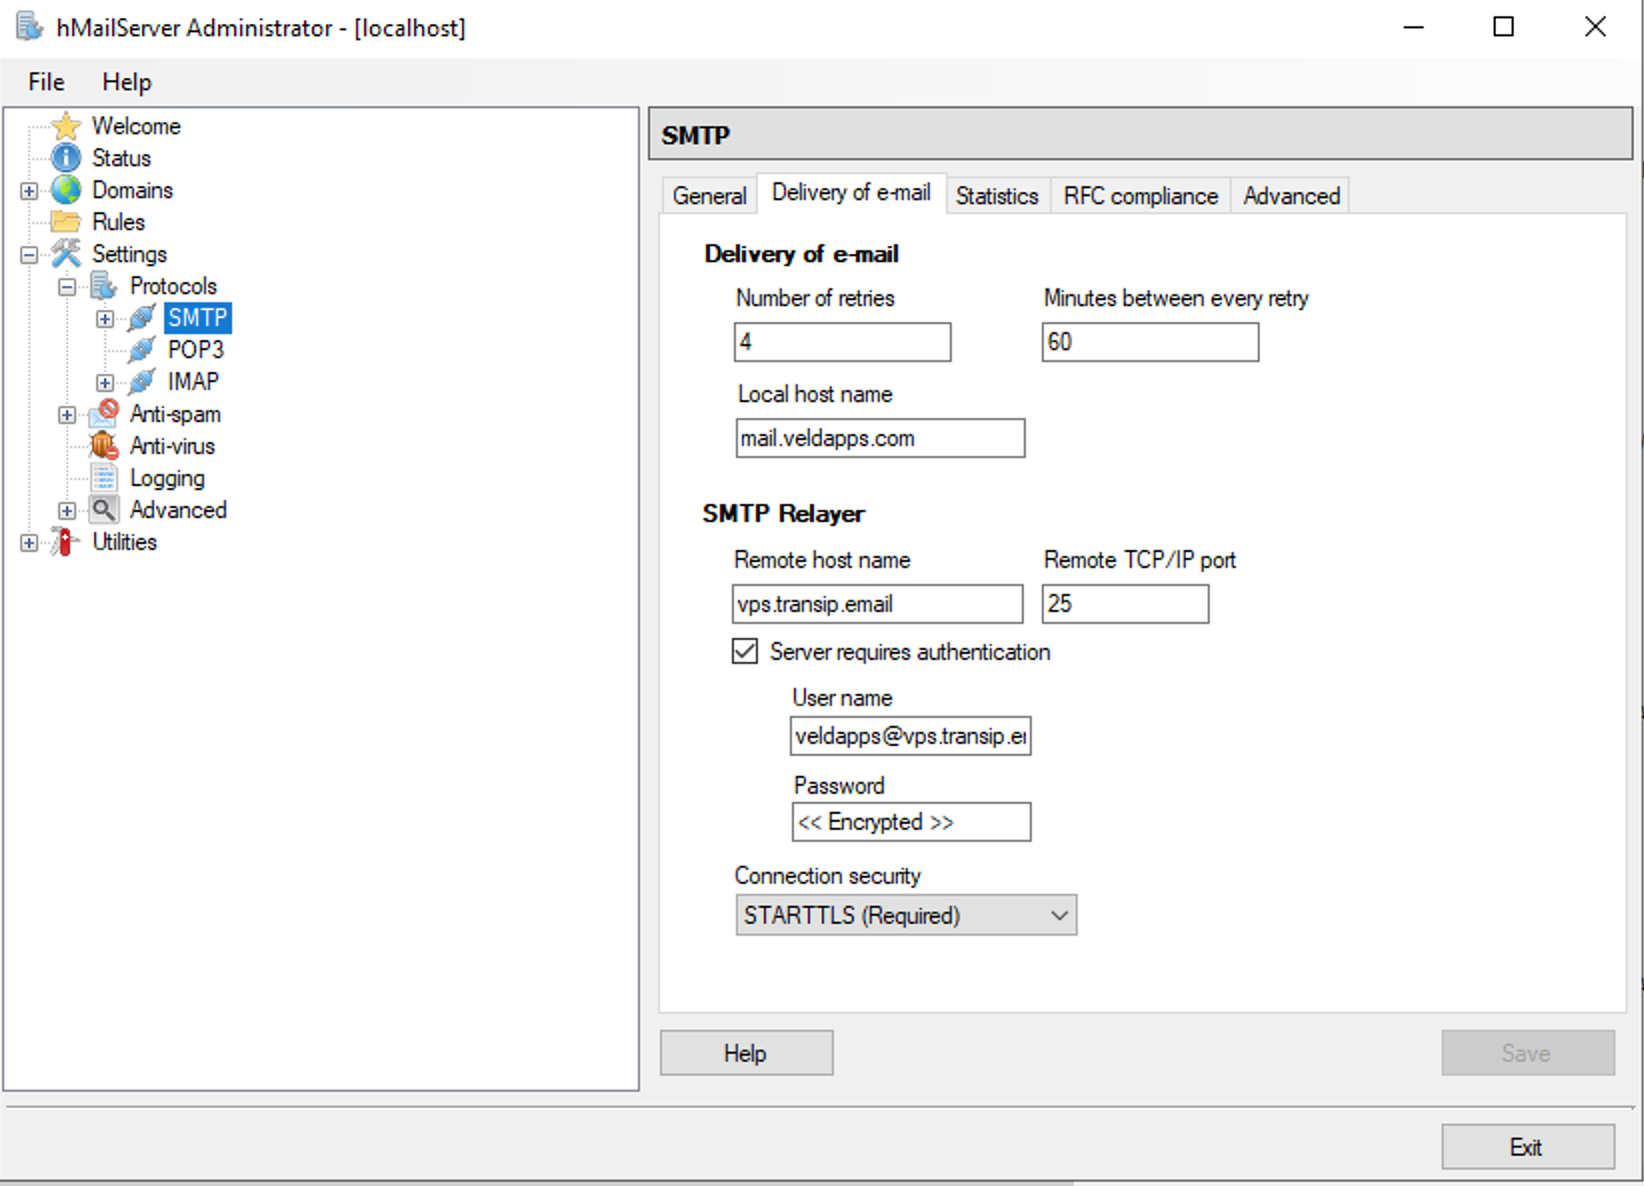 hMailServer Administrator - [localhost]
File Help
Welcome
Status
Domains
Rules
Settings
Protocols
SMTP
POP3
IMAP
Anti-spam
Anti-virus
Logging
Advanced
Utilities
SMTP
General Delivery of e-mail Statistics RFC compliance Advanced
Delivery of e-mail
Number of retries Minutes between every retry
4 60
Local host name
mail.veldapps.com
SMTP Relayer
Remote host name Remote TCP/IP port
vps.transip.email 25
Server requires authentication
User name
veldapps@vps.transip.e
Password
<< Encrypted >>
Connection security
STARTTLS (Required)
Help Save
Exit